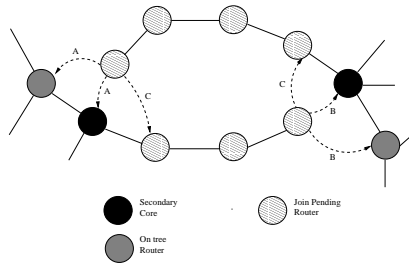 A
A
C
C
B
B
Secondary
Core
Join Pending
Router
On tree
Router